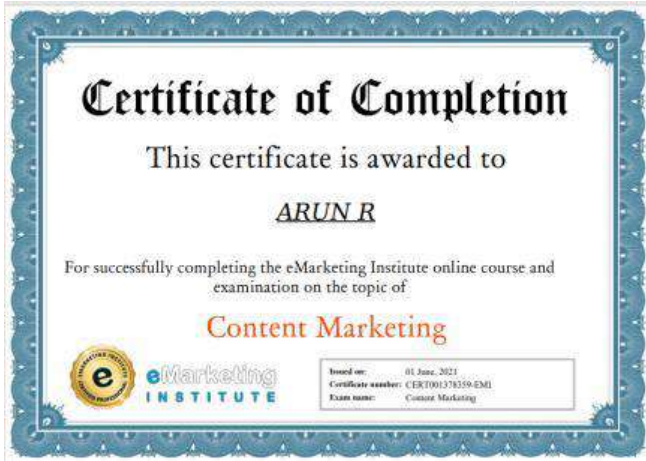 Certificate of Completion
This certificate is awarded to
ARUN R
For successfully completing the eMarketing Institute online course and
examination on the topic of
Content Marketing
e
eMarketing
INSTITUTE
Issued on: 01 June, 2021
Certificate number: CERT001378359-EMI
Exam name: Content Marketing